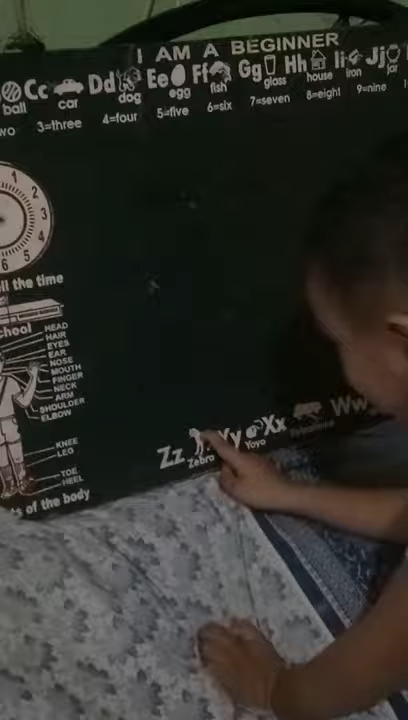 I AM A BEGINNER
Cc Dd Ee Ff Gg Hh Ii Jj
ball car dog egg fish glass house iron jar
3=three 4=four 5=five 6=six 7=seven 8=eight 9=nine
1
2
3
4
5
6
the time
HEAD
HAIR
EYES
EAR
NOSE
MOUTH
FINGER
NECK
ARM
SHOULDER
ELBOW
KNEE
LEG
TOE
HEEL
of the body
Zz Yy Xx Ww
Zebra Yoyo